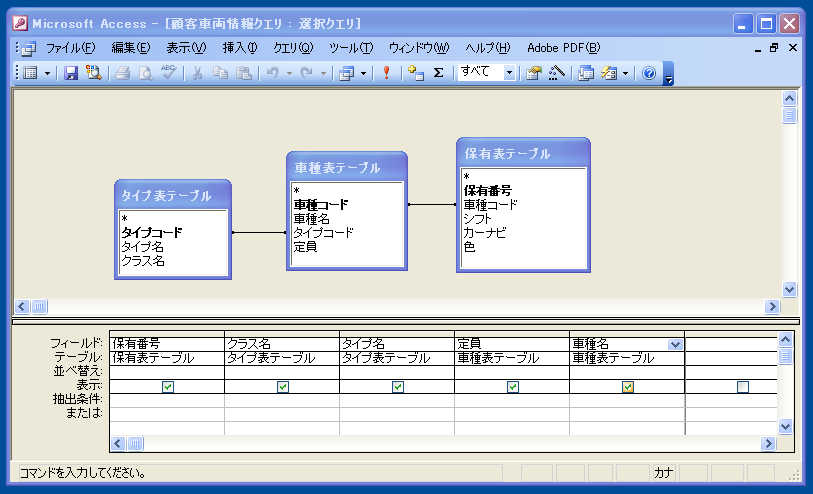 Microsoft Access - [顧客車両情報クエリ : 選択クエリ]
ファイル(F) 編集(E) 表示(V) 挿入(I) クエリ(Q) ツール(T) ウィンドウ(W) ヘルプ(H) Adobe PDF(B)
すべて
タイプ表テーブル
*
タイプコード
タイプ名
クラス名
車種表テーブル
*
車種コード
車種名
タイプコード
定員
保有表テーブル
*
保有番号
車種コード
シフト
カーナビ
色
フィールド: 保有番号 クラス名 タイプ名 定員 車種名
テーブル: 保有表テーブル タイプ表テーブル タイプ表テーブル 車種表テーブル 車種表テーブル
並べ替え:
表示:
抽出条件:
または:
コマンドを入力してください。 カナ